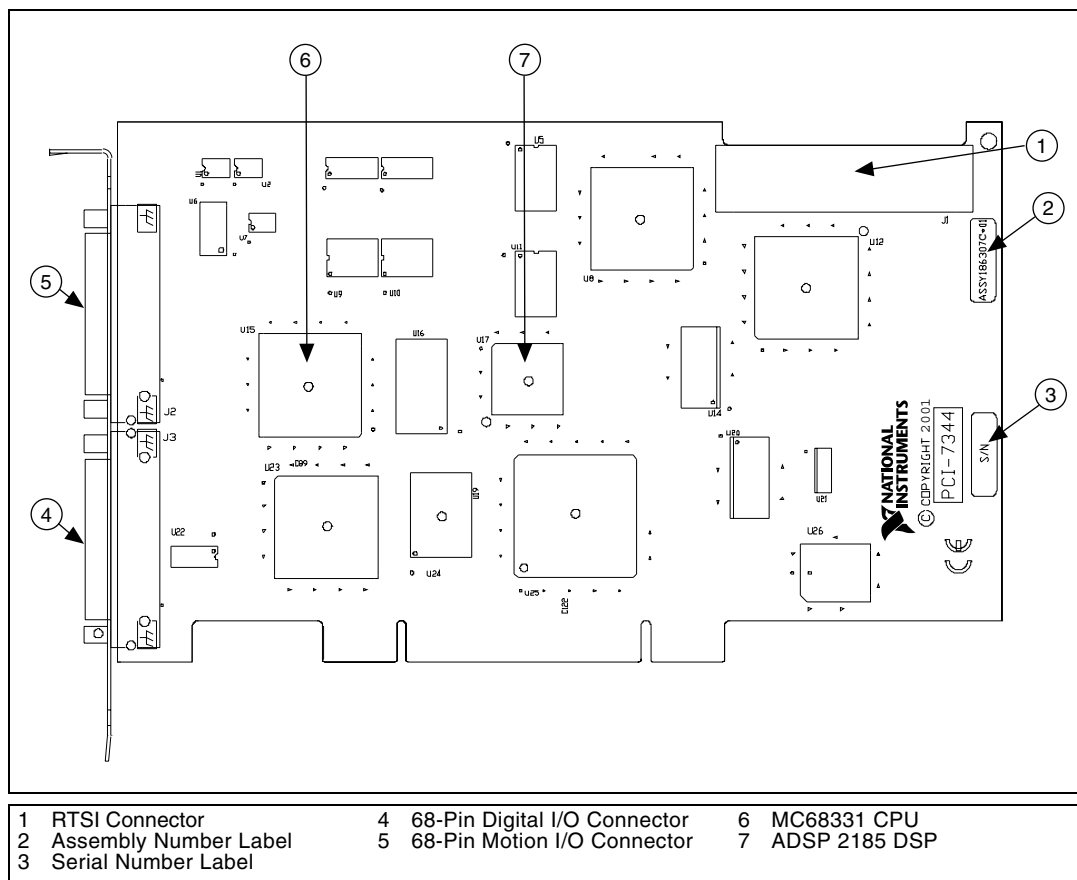 6
7
1
2
3
5
4
U5
U2
U6
U7
J1
U12
ASSY186307C-01
U11
U8
U9
U10
U15
U16
U17
U14
J2
J3
U20
U21
NATIONAL
INSTRUMENTS
© COPYRIGHT 2001
PCI-7344
S/N
U23
C89
U19
U22
U24
U25
C122
U26
1 RTSI Connector
2 Assembly Number Label
3 Serial Number Label
4 68-Pin Digital I/O Connector
5 68-Pin Motion I/O Connector
6 MC68331 CPU
7 ADSP 2185 DSP